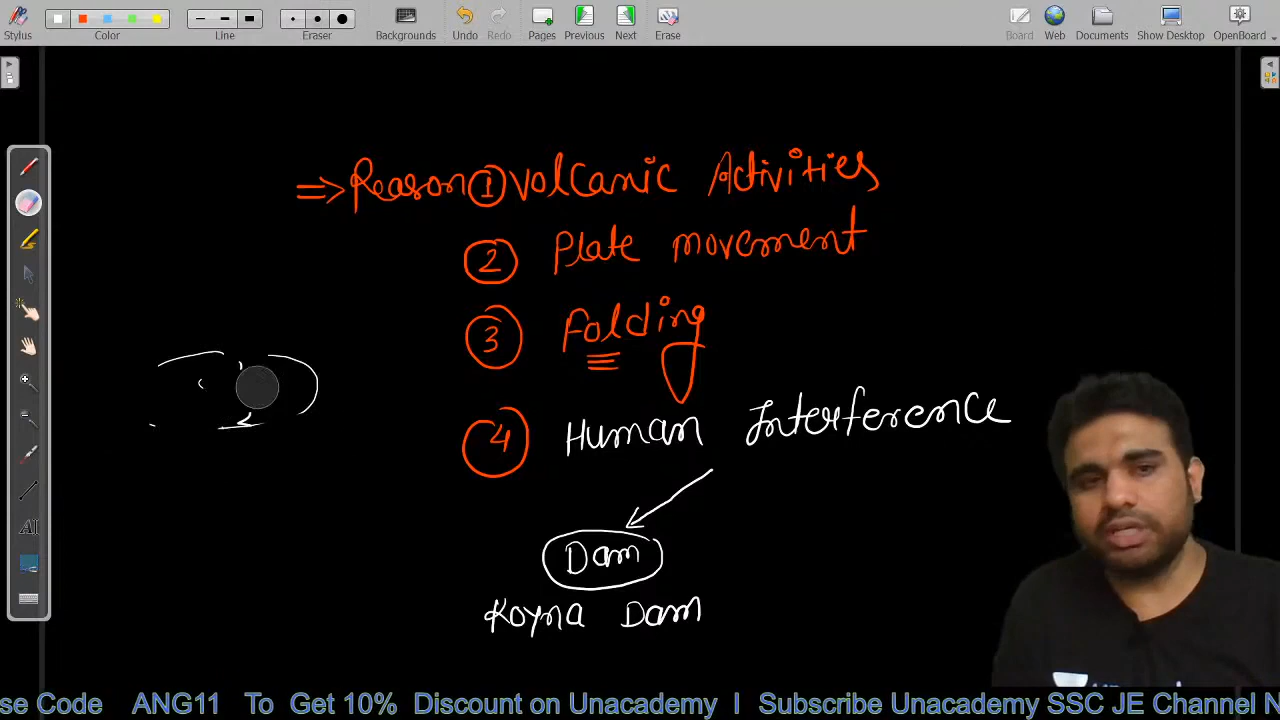 Stylus Color Line Eraser Backgrounds Undo Redo Pages Previous Next Erase Board Web Documents Show Desktop OpenBoard
⇒ Reason ① Volcanic Activities
② Plate movement
③ Folding
④ Human Interference
Dam
Koyna Dam
se Code ANG11 To Get 10% Discount on Unacademy I Subscribe Unacademy SSC JE Channel N